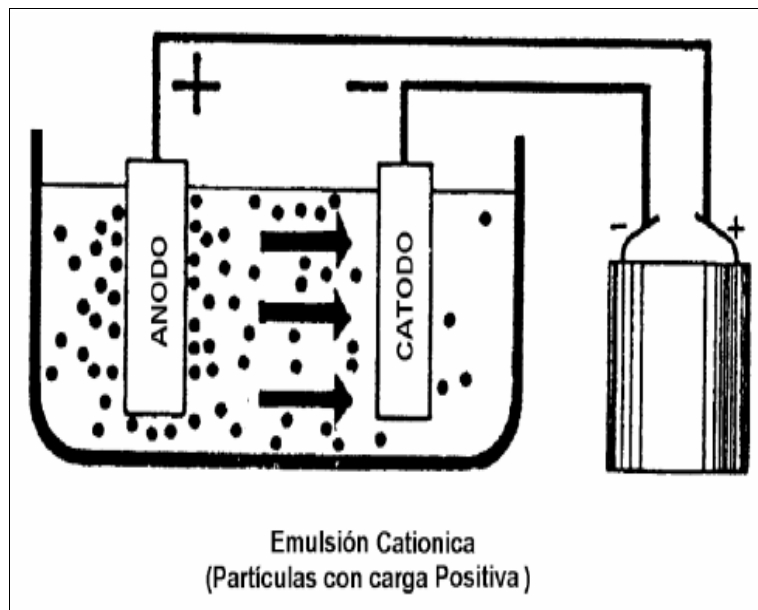 + −
− +
ANODO
CATODO
Emulsión Cationica
(Partículas con carga Positiva )